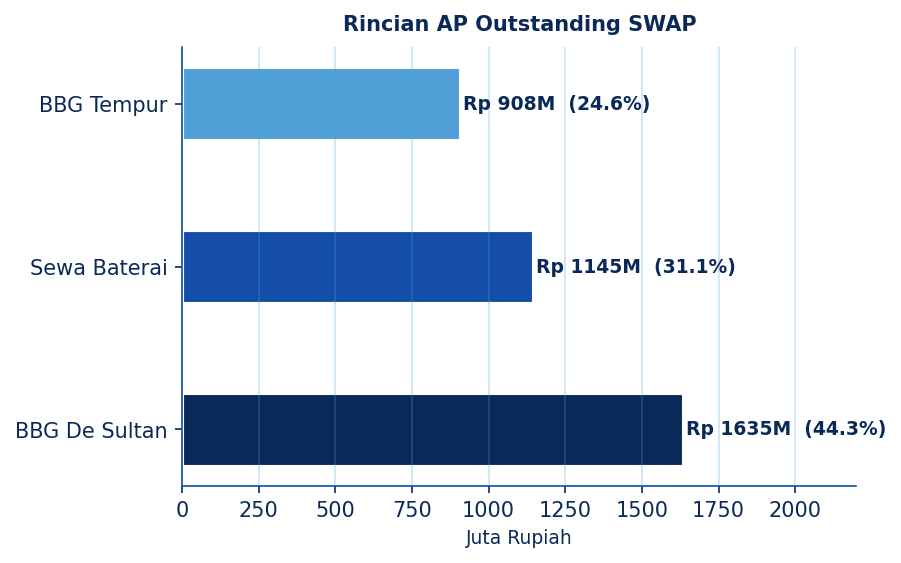 Rincian AP Outstanding SWAP
BBG Tempur
Rp 908M (24.6%)
Sewa Baterai
Rp 1145M (31.1%)
BBG De Sultan
Rp 1635M (44.3%)
0 250 500 750 1000 1250 1500 1750 2000
Juta Rupiah